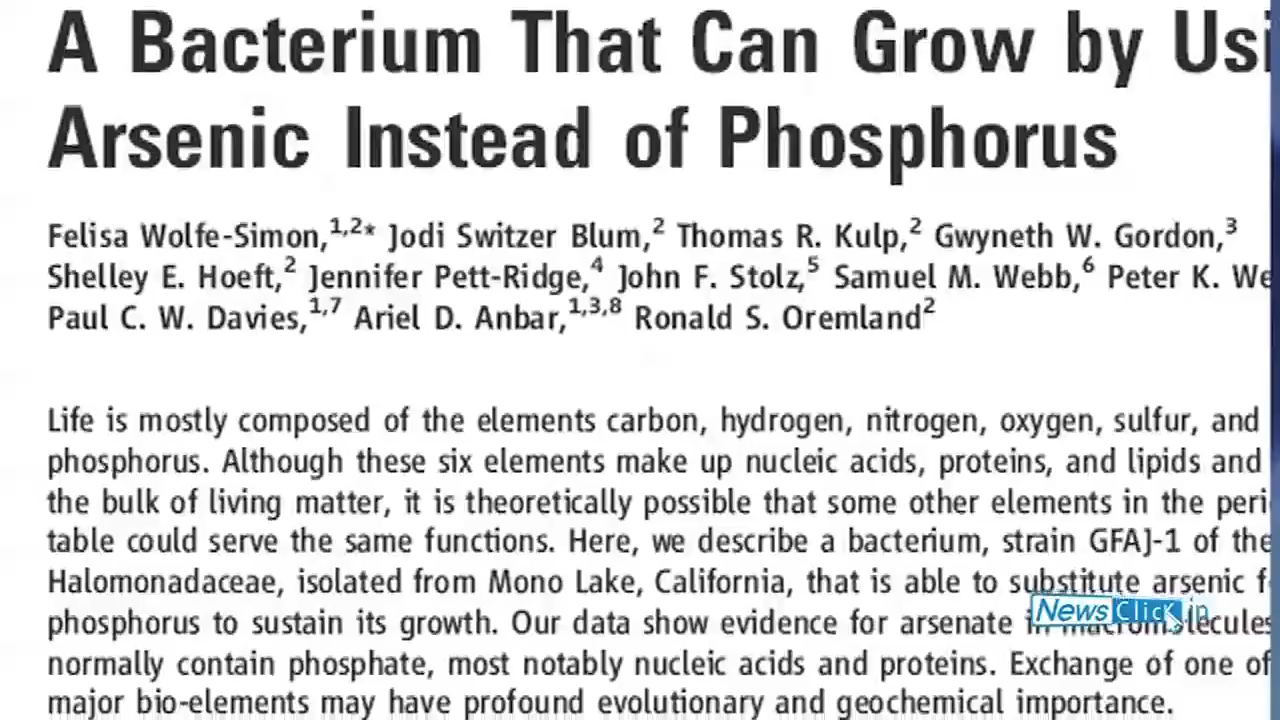 A Bacterium That Can Grow by Usi
Arsenic Instead of Phosphorus
Felisa Wolfe-Simon,1,2* Jodi Switzer Blum,2 Thomas R. Kulp,2 Gwyneth W. Gordon,3
Shelley E. Hoeft,2 Jennifer Pett-Ridge,4 John F. Stolz,5 Samuel M. Webb,6 Peter K. We
Paul C. W. Davies,1,7 Ariel D. Anbar,1,3,8 Ronald S. Oremland2
Life is mostly composed of the elements carbon, hydrogen, nitrogen, oxygen, sulfur, and
phosphorus. Although these six elements make up nucleic acids, proteins, and lipids and
the bulk of living matter, it is theoretically possible that some other elements in the peri
table could serve the same functions. Here, we describe a bacterium, strain GFAJ-1 of the
Halomonadaceae, isolated from Mono Lake, California, that is able to substitute arsenic f
phosphorus to sustain its growth. Our data show evidence for arsenate in macromolecules
normally contain phosphate, most notably nucleic acids and proteins. Exchange of one of
major bio-elements may have profound evolutionary and geochemical importance.
NewsClick.in